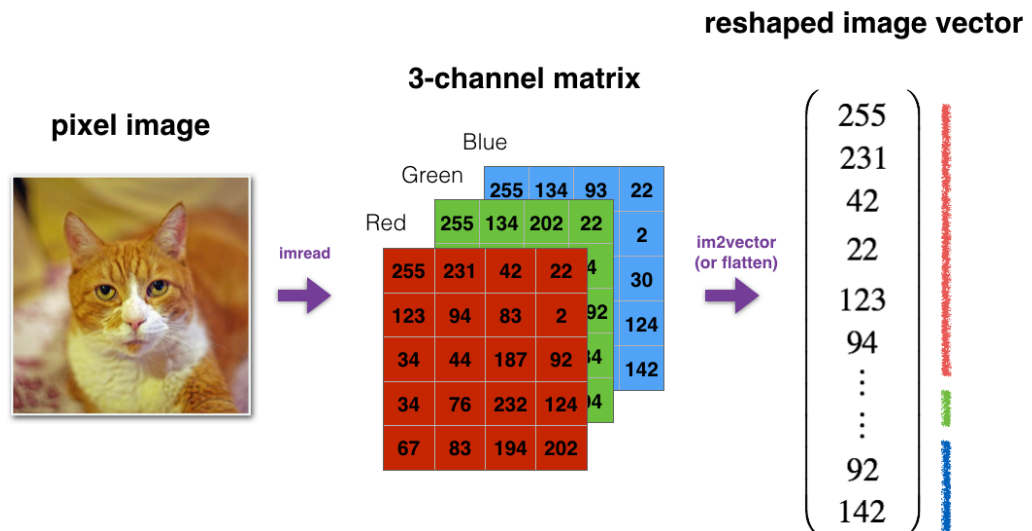 reshaped image vector
3-channel matrix
pixel image
Blue
Green
Red
255 134 93 22
2
30
124
142
255 134 202 22
255 231 42 22
123 94 83 2
34 44 187 92
34 76 232 124
67 83 194 202
imread
im2vector
(or flatten)
255
231
42
22
123
94
92
142